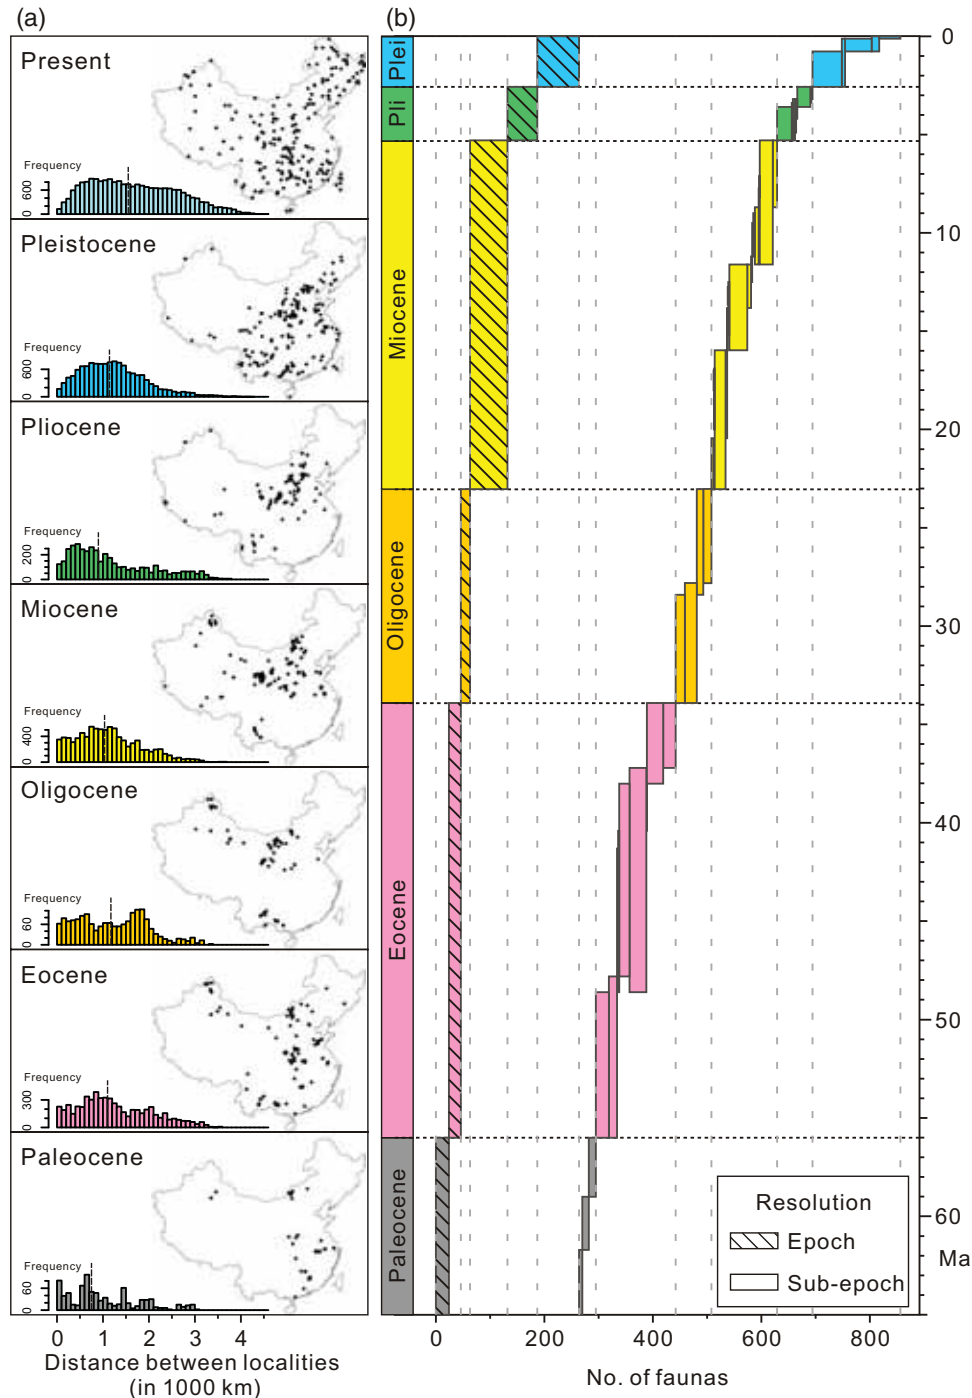 (a)
Present
Frequency
0 600
Pleistocene
Frequency
0 600
Pliocene
Frequency
0 200
Miocene
Frequency
0 400
Oligocene
Frequency
0 60
Eocene
Frequency
0 300
Paleocene
Frequency
0 60
0 1 2 3 4
Distance between localities
(in 1000 km)
(b)
Plei
Pli
Miocene
Oligocene
Eocene
Paleocene
0
10
20
30
40
50
60
Ma
Resolution
Epoch
Sub-epoch
0 200 400 600 800
No. of faunas